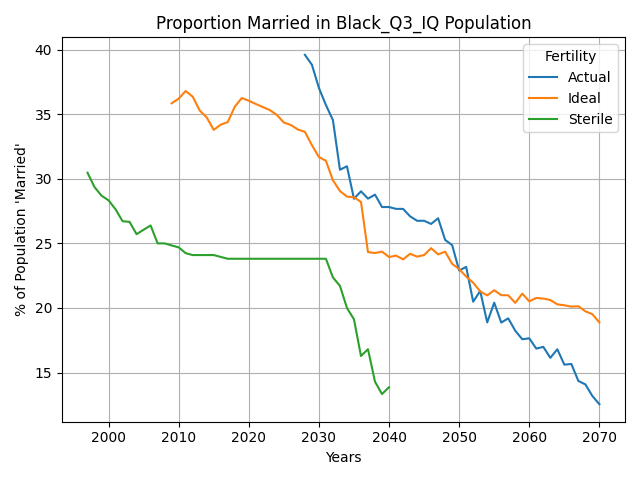 Proportion Married in Black_Q3_IQ Population
% of Population 'Married'
40
35
30
25
20
15
Fertility
Actual
Ideal
Sterile
2000 2010 2020 2030 2040 2050 2060 2070
Years